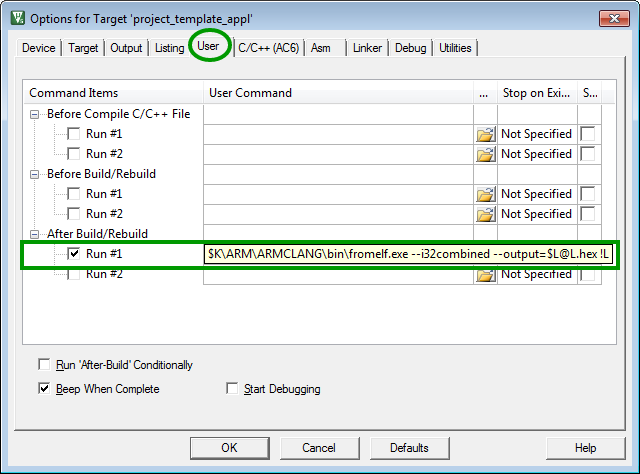 Options for Target 'project_template_appl'
Device Target Output Listing User C/C++ (AC6) Asm Linker Debug Utilities
Command Items User Command ... Stop on Exi... S...
Before Compile C/C++ File
Run #1 Not Specified
Run #2 Not Specified
Before Build/Rebuild
Run #1 Not Specified
Run #2 Not Specified
After Build/Rebuild
Run #1 $K\ARM\ARMCLANG\bin\fromelf.exe --i32combined --output=$L@L.hex !L
Run #2 Not Specified
Run 'After-Build' Conditionally
Beep When Complete Start Debugging
OK Cancel Defaults Help